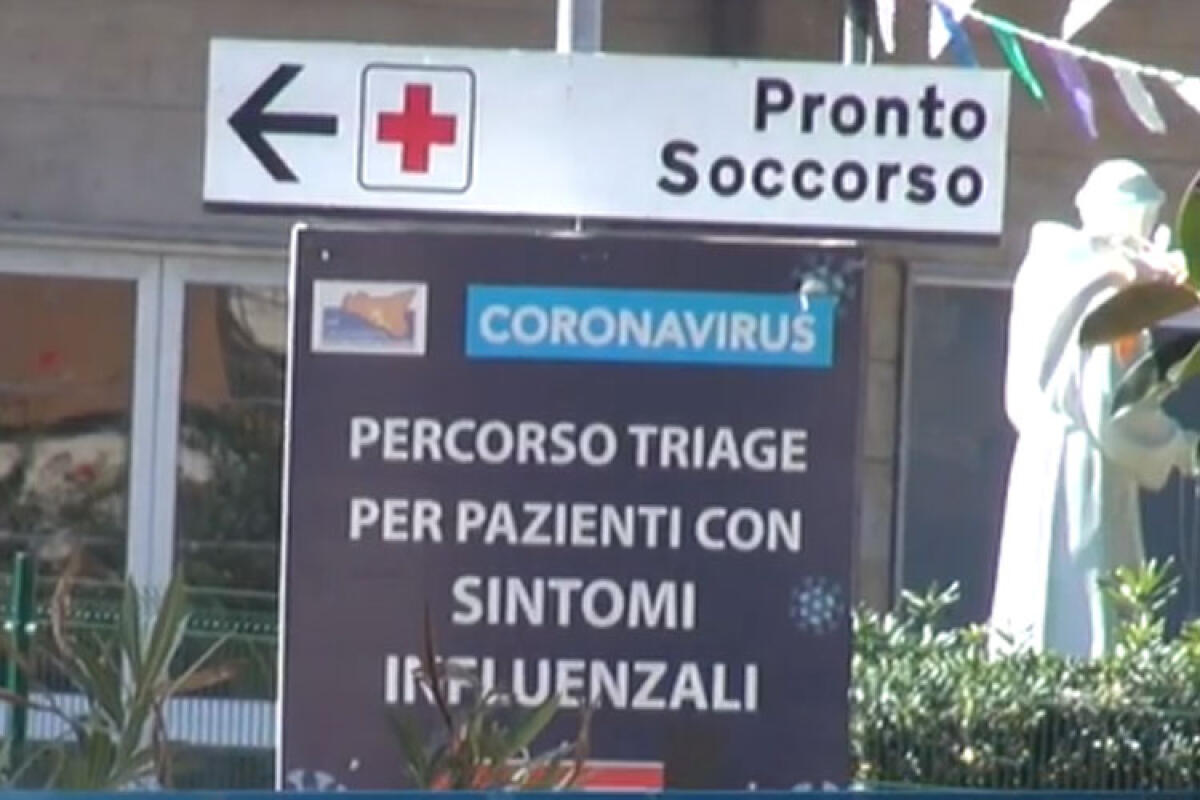 Pronto
Soccorso
CORONAVIRUS
PERCORSO TRIAGE
PER PAZIENTI CON
SINTOMI
INFLUENZALI